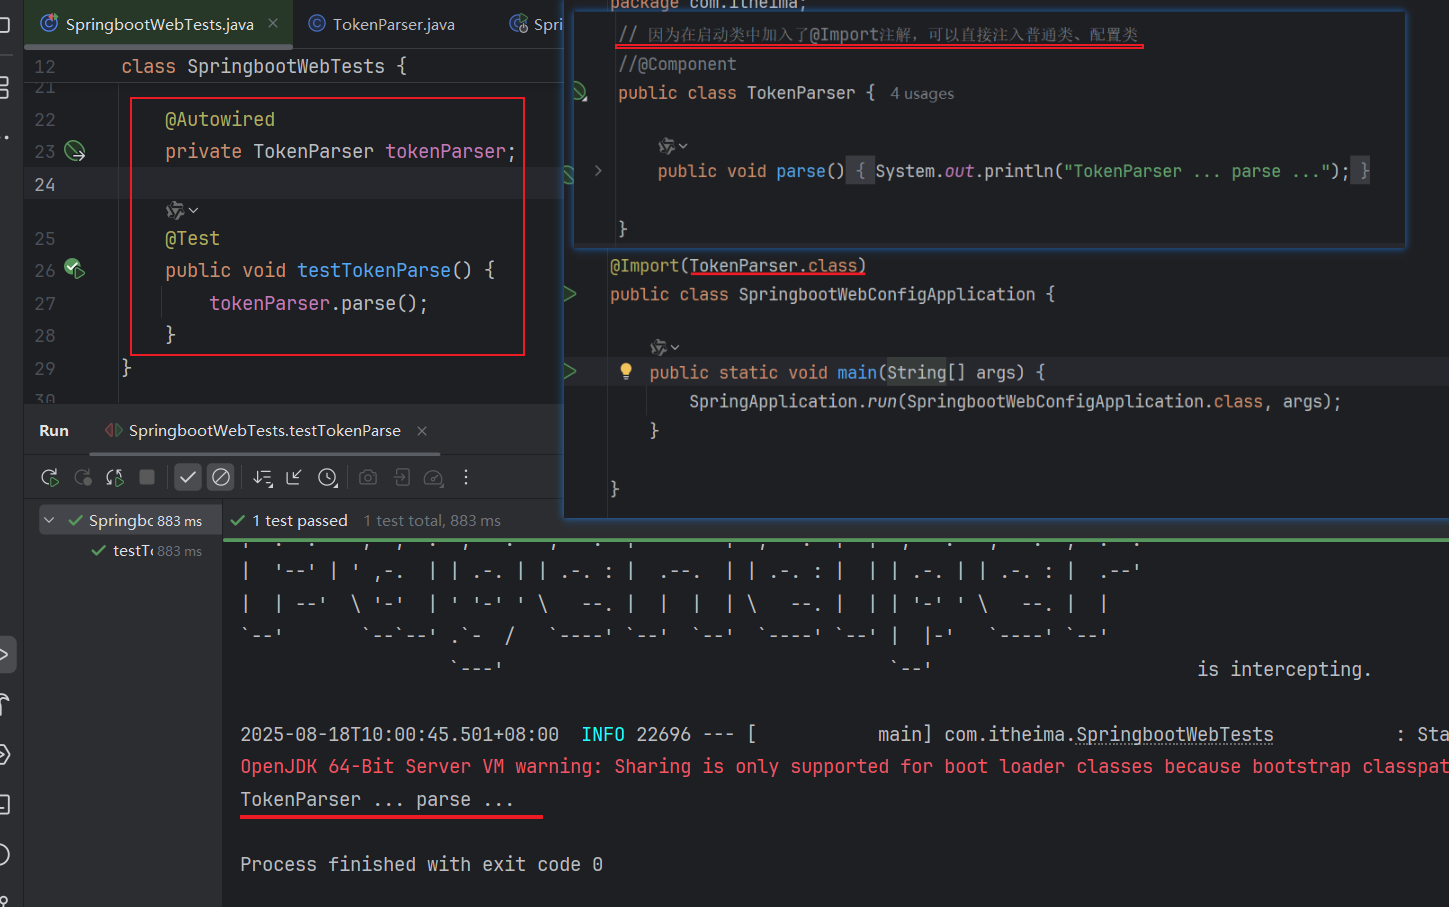 SpringbootWebTests.java
TokenParser.java
Spri
12 class SpringbootWebTests {
21
22 @Autowired
23 private TokenParser tokenParser;
24
25 @Test
26 public void testTokenParse() {
27 tokenParser.parse();
28 }
29 }
30
package com.itheima;
// 因为在启动类中加入了@Import注解，可以直接注入普通类、配置类
//@Component
public class TokenParser { 4 usages
public void parse() { System.out.println("TokenParser ... parse ..."); }
}
@Import(TokenParser.class)
public class SpringbootWebConfigApplication {
public static void main(String[] args) {
SpringApplication.run(SpringbootWebConfigApplication.class, args);
}
}
Run SpringbootWebTests.testTokenParse
Springbc 883 ms
testT 883 ms
1 test passed 1 test total, 883 ms
is intercepting.
2025-08-18T10:00:45.501+08:00 INFO 22696 --- [ main] com.itheima.SpringbootWebTests : Sta
OpenJDK 64-Bit Server VM warning: Sharing is only supported for boot loader classes because bootstrap classpat
TokenParser ... parse ...
Process finished with exit code 0